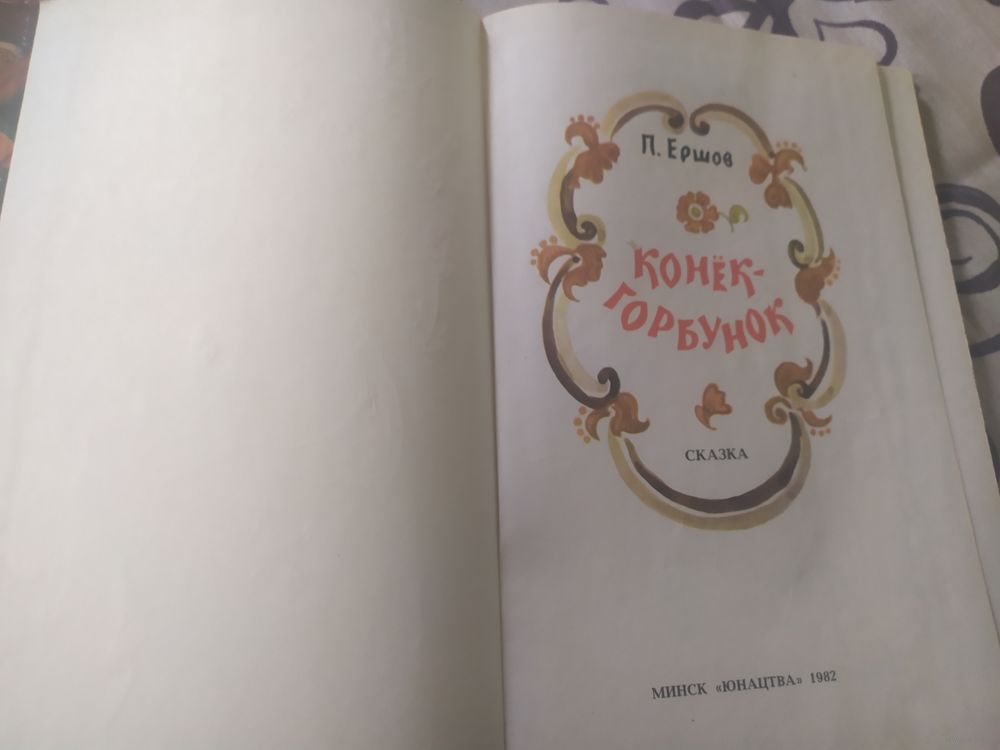 П. Ершов
КОНЁК-
ГОРБУНОК
СКАЗКА
МИНСК «ЮНАЦТВА» 1982